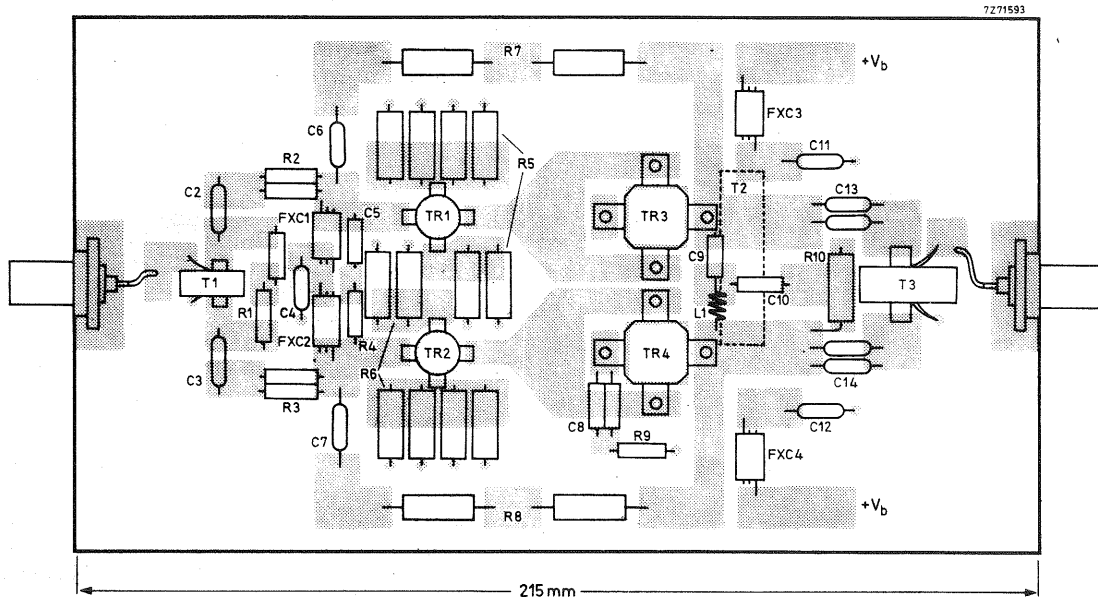 7Z71593
R7
+Vb
FXC3
C6
C11
R2
R5
C2
T2
C13
FXC1
C5
TR1
TR3
C9
R10
T1
C4
C10
T3
R1
L1
FXC2
R4
TR2
TR4
C3
R6
C14
R3
C7
C8
C12
R9
FXC4
R8
+Vb
215 mm